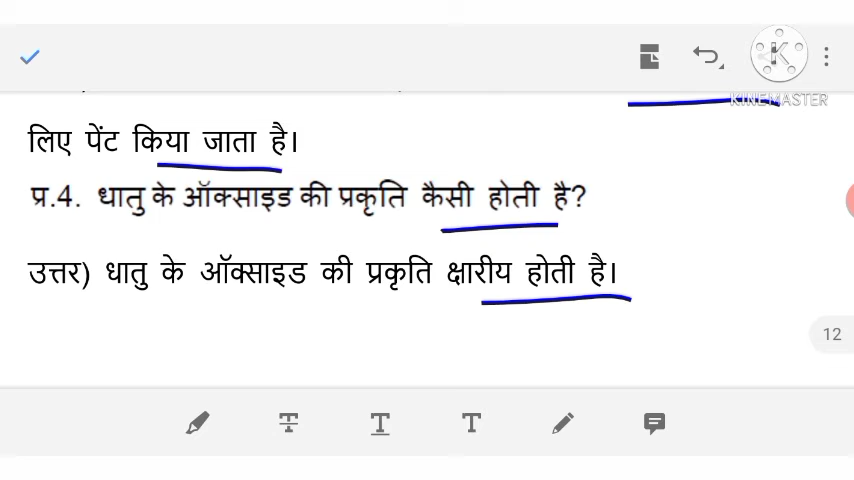 KINEMASTER
लिए पेंट किया जाता है।
प्र.4. धातु के ऑक्साइड की प्रकृति कैसी होती है?
उत्तर) धातु के ऑक्साइड की प्रकृति क्षारीय होती है।
12